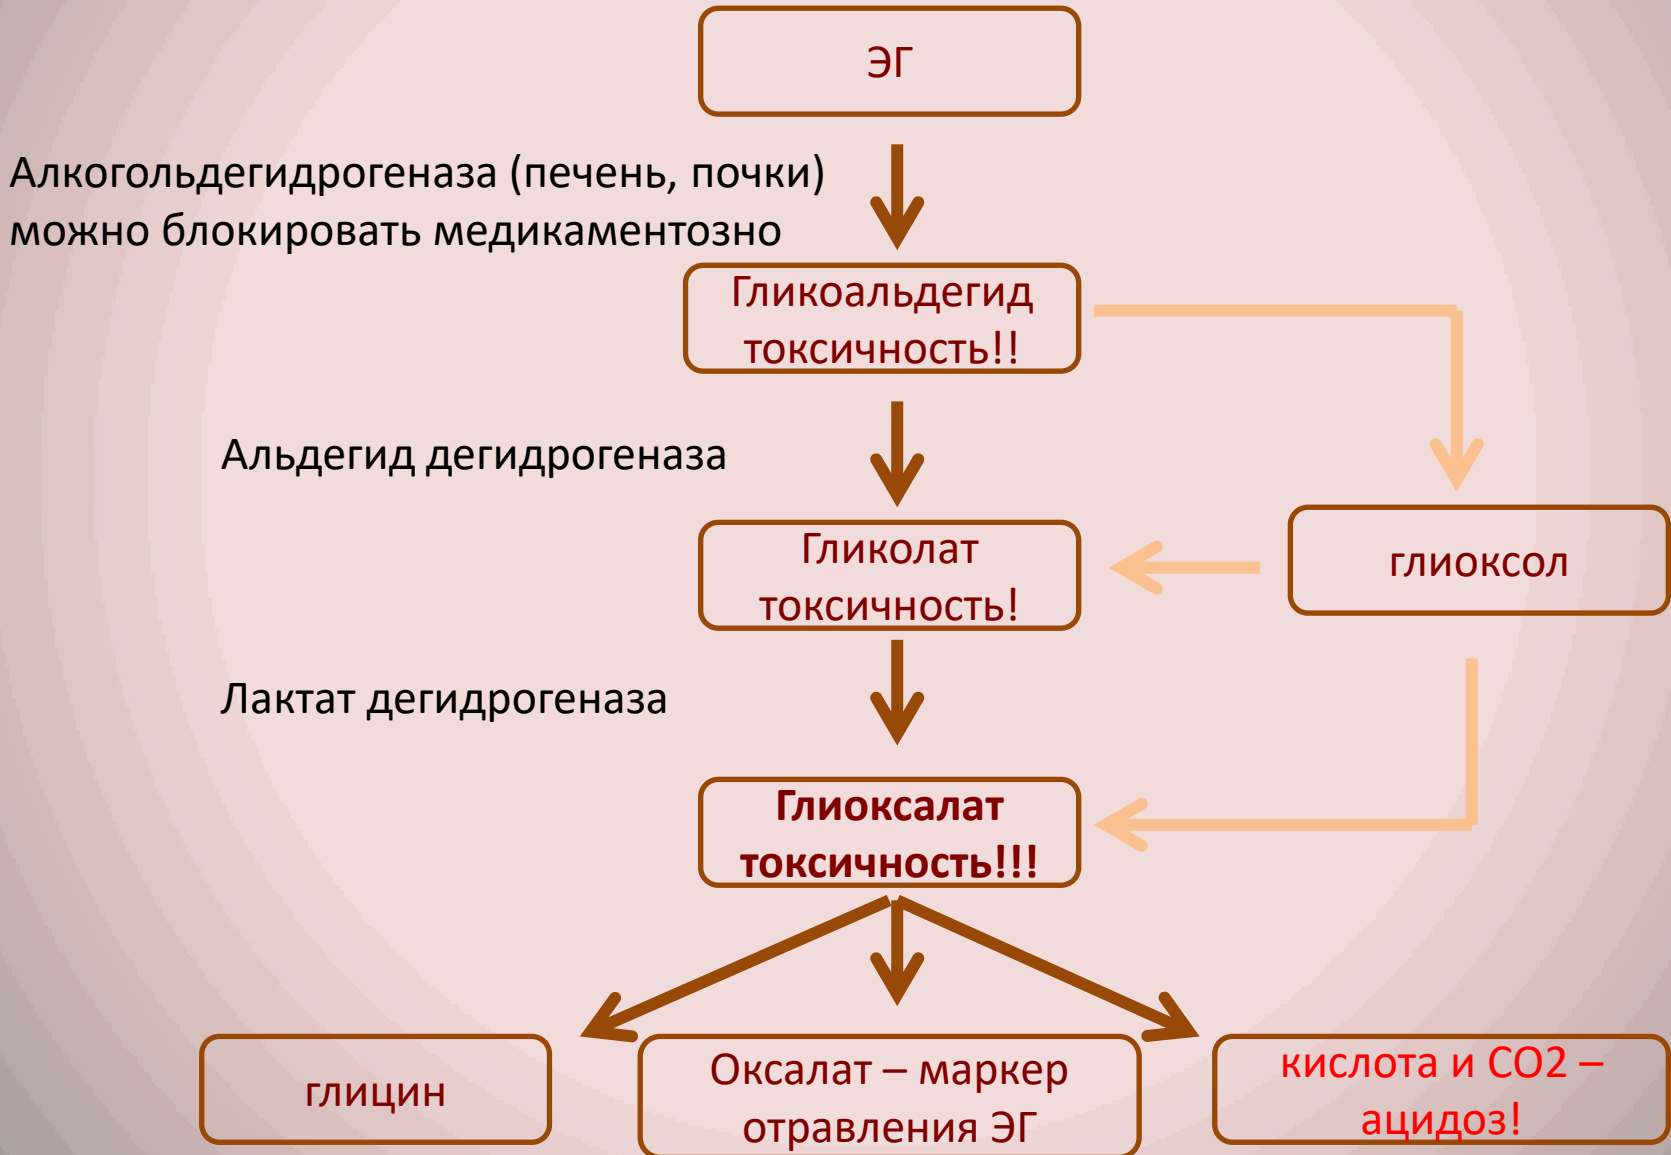 ЭГ
Алкогольдегидрогеназа (печень, почки)
можно блокировать медикаментозно
Гликоальдегид
токсичность!!
Альдегид дегидрогеназа
Гликолат
токсичность!
глиоксол
Лактат дегидрогеназа
Глиоксалат
токсичность!!!
глицин
Оксалат – маркер
отравления ЭГ
кислота и СО2 –
ацидоз!